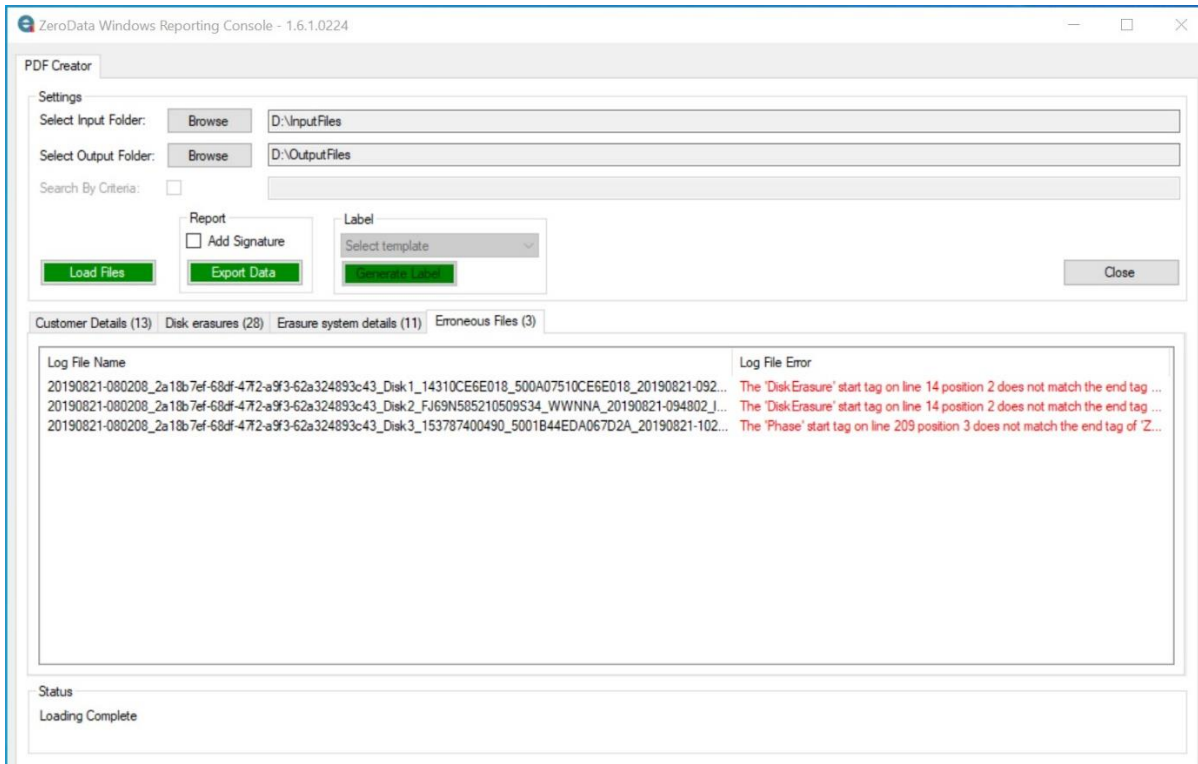 ZeroData Windows Reporting Console - 1.6.1.0224
PDF Creator
Settings
Select Input Folder: Browse D:\InputFiles
Select Output Folder: Browse D:\OutputFiles
Search By Criteria:
Report Label
Add Signature Select template
Load Files Export Data Generate Label Close
Customer Details (13) Disk erasures (28) Erasure system details (11) Erroneous Files (3)
Log File Name Log File Error
20190821-080208_2a18b7ef-68df-47f2-a9f3-62a324893c43_Disk1_14310CE6E018_500A07510CE6E018_20190821-092... The 'DiskErasure' start tag on line 14 position 2 does not match the end tag ...
20190821-080208_2a18b7ef-68df-47f2-a9f3-62a324893c43_Disk2_FJ69N585210509S34_WWNNA_20190821-094802_I... The 'DiskErasure' start tag on line 14 position 2 does not match the end tag ...
20190821-080208_2a18b7ef-68df-47f2-a9f3-62a324893c43_Disk3_153787400490_5001B44EDA067D2A_20190821-102... The 'Phase' start tag on line 209 position 3 does not match the end tag of 'Z...
Status
Loading Complete